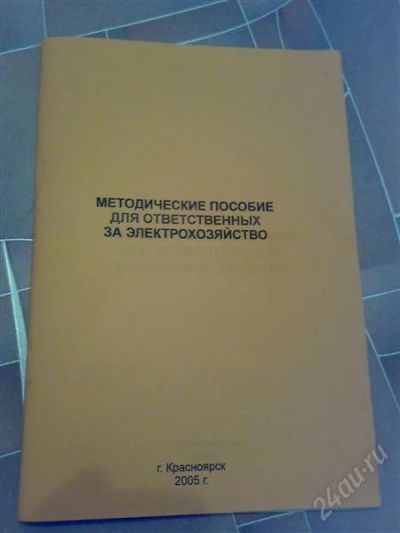 МЕТОДИЧЕСКИЕ ПОСОБИЕ
ДЛЯ ОТВЕТСТВЕННЫХ
ЗА ЭЛЕКТРОХОЗЯЙСТВО
г. Красноярск
2005 г.
24au.ru